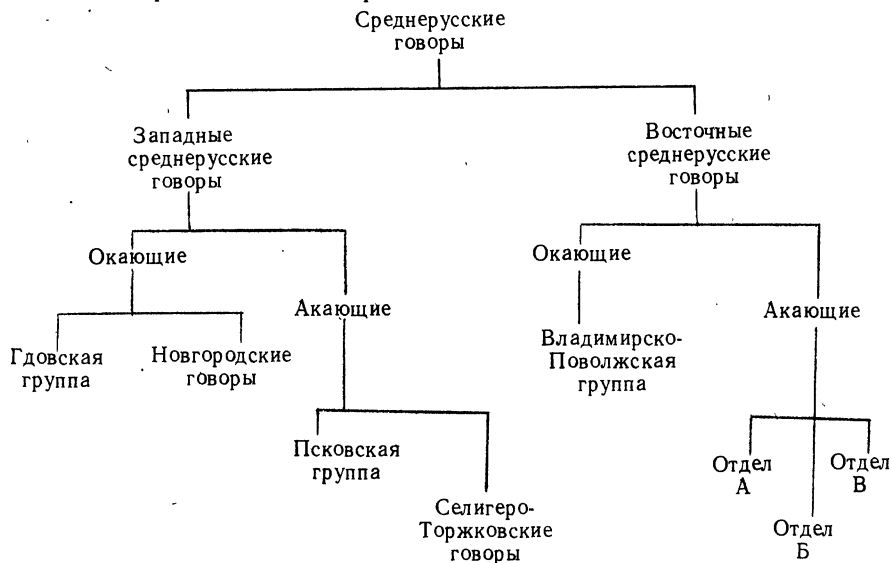 Среднерусские
говоры
Западные
среднерусские
говоры
Восточные
среднерусские
говоры
Окающие
Акающие
Гдовская
группа
Новгородские
говоры
Псковская
группа
Селигеро-
Торжковские
говоры
Окающие
Акающие
Владимирско-
Поволжская
группа
Отдел
А
Отдел
Б
Отдел
В